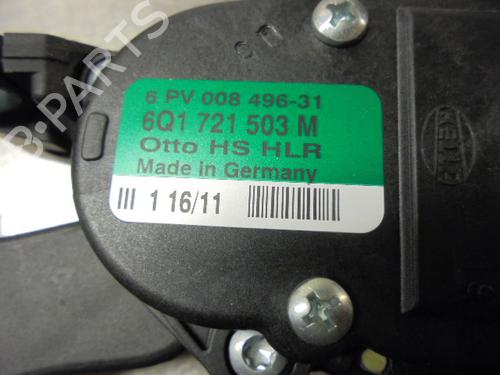 6 PV 008 496-31
6Q1 721 503 M
Otto HS HLR
Made in Germany
III 1 16/11
B-PARTS